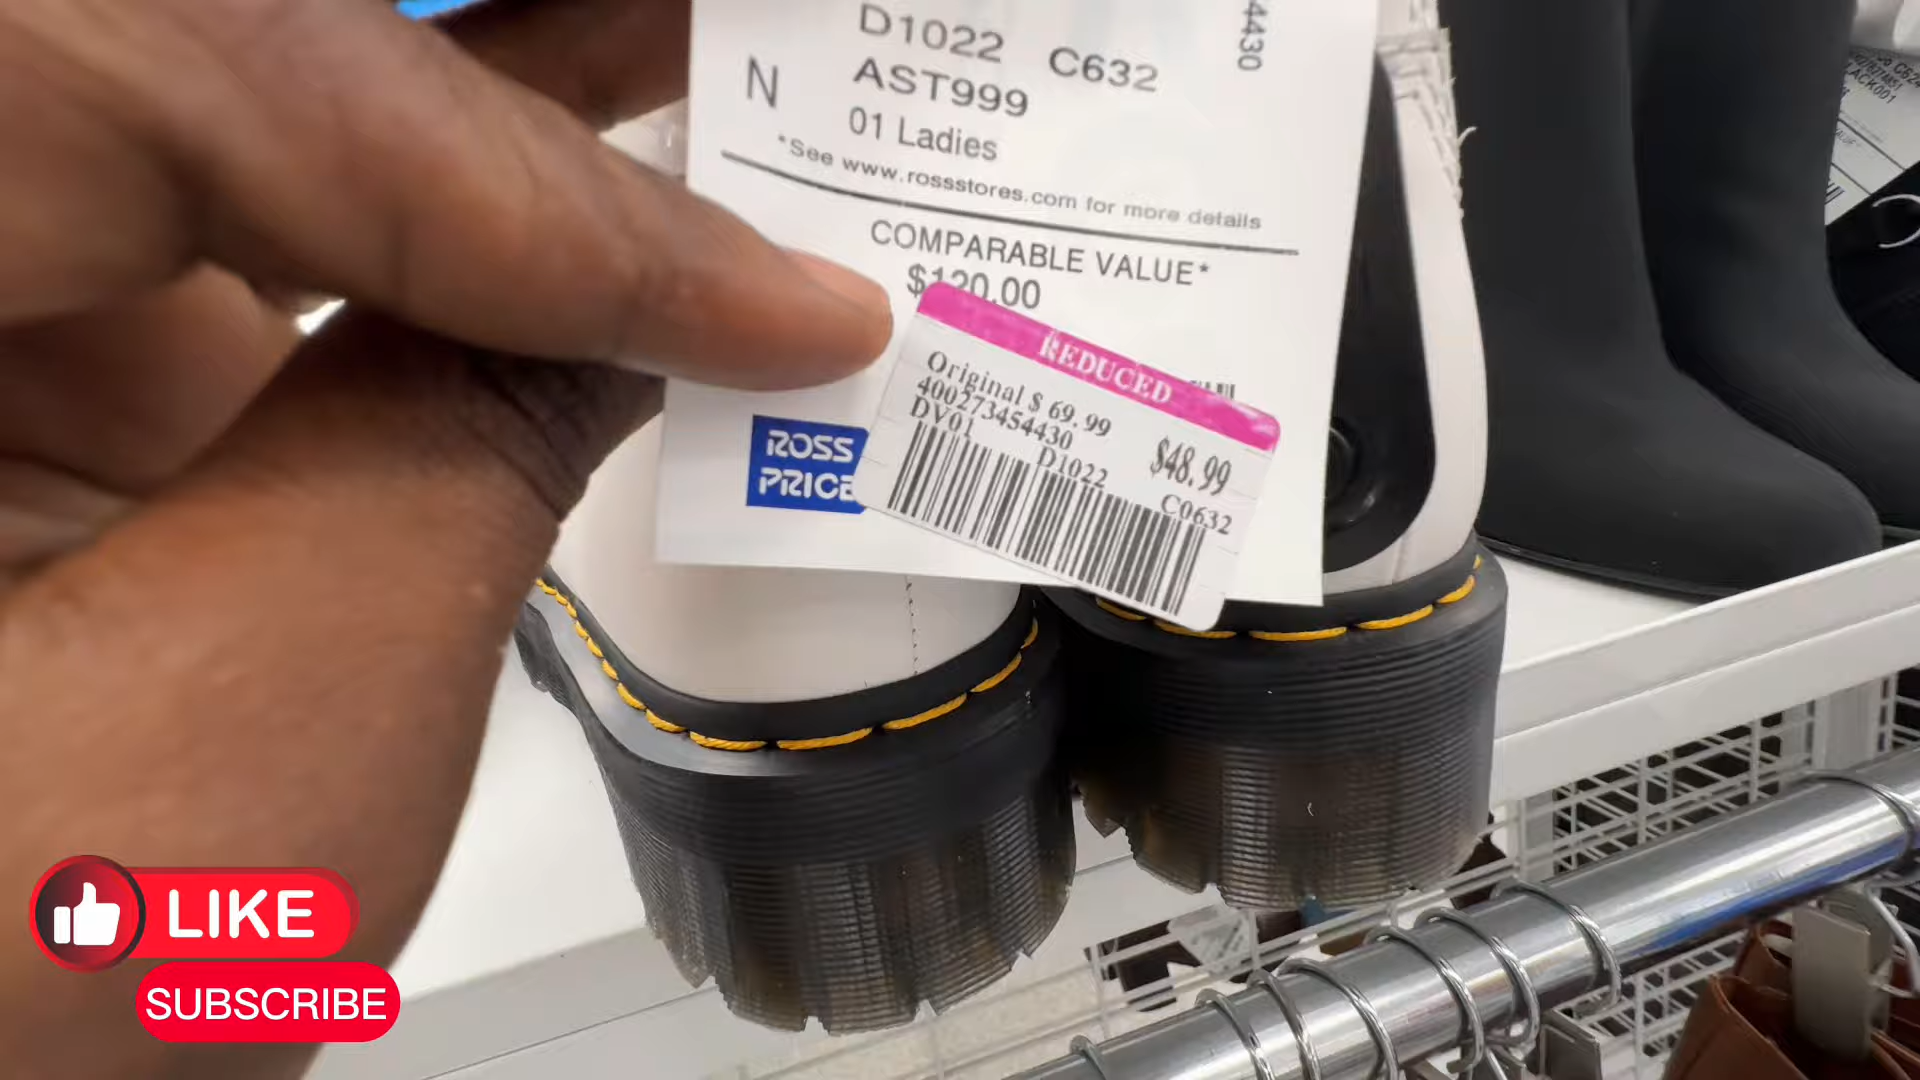 4430
D1022 C632
N AST999
01 Ladies
*See www.rossstores.com for more details
COMPARABLE VALUE*
$120.00
REDUCED
Original $ 69.99
400273454430
DV01
$48.99
D1022
C0632
ROSS
PRICE
LIKE
SUBSCRIBE